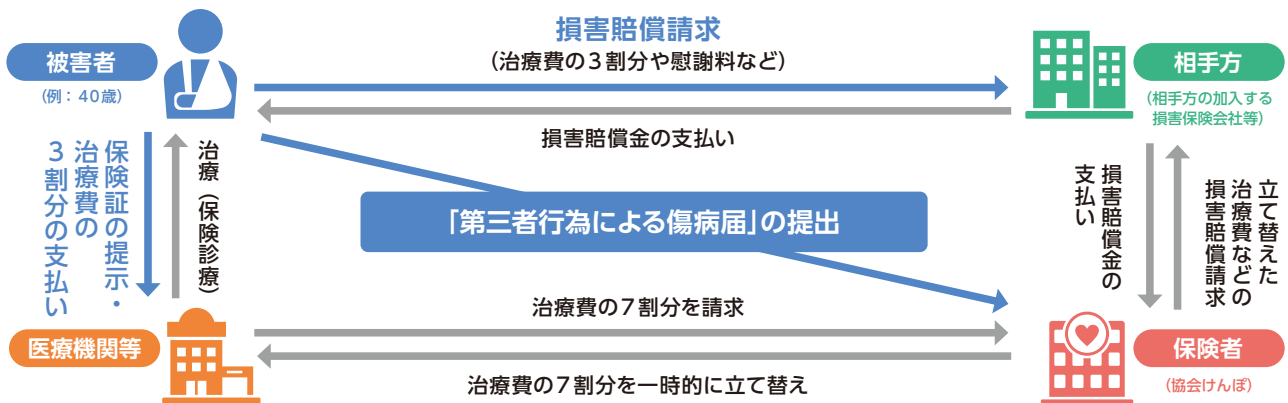 損害賠償請求
(治療費の3割分や慰謝料など)
被害者
(例：40歳)
相手方
(相手方の加入する
損害保険会社等)
損害賠償金の支払い
保険証の提示・
治療費の
3割分の支払い
治療(保険診療)
「第三者行為による傷病届」の提出
損害賠償金の
支払い
立て替えた
治療費などの
損害賠償請求
治療費の7割分を請求
医療機関等
保険者
(協会けんぽ)
治療費の7割分を一時的に立て替え